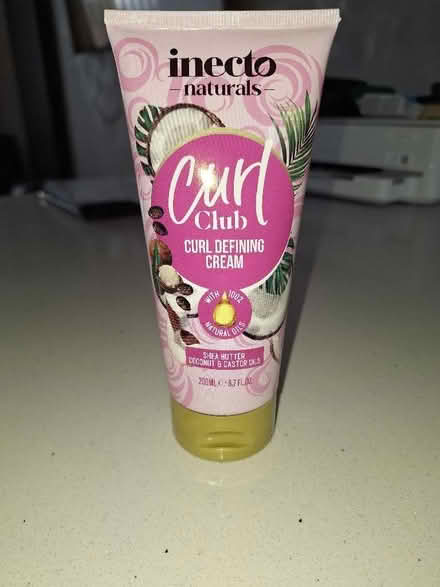 inecto
naturals
Curl
Club
CURL DEFINING
CREAM
WITH 100%
NATURAL OILS
SHEA BUTTER
COCONUT & CASTOR OILS
200ML e 6.7 FL.OZ